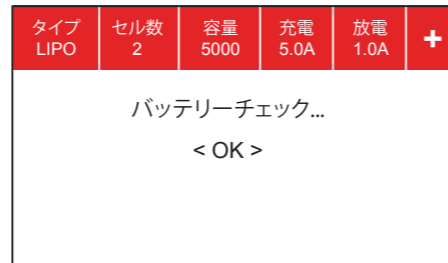 タイプ セル数 容量 充電 放電 +
LIPO 2 5000 5.0A 1.0A
バッテリーチェック...
< OK >